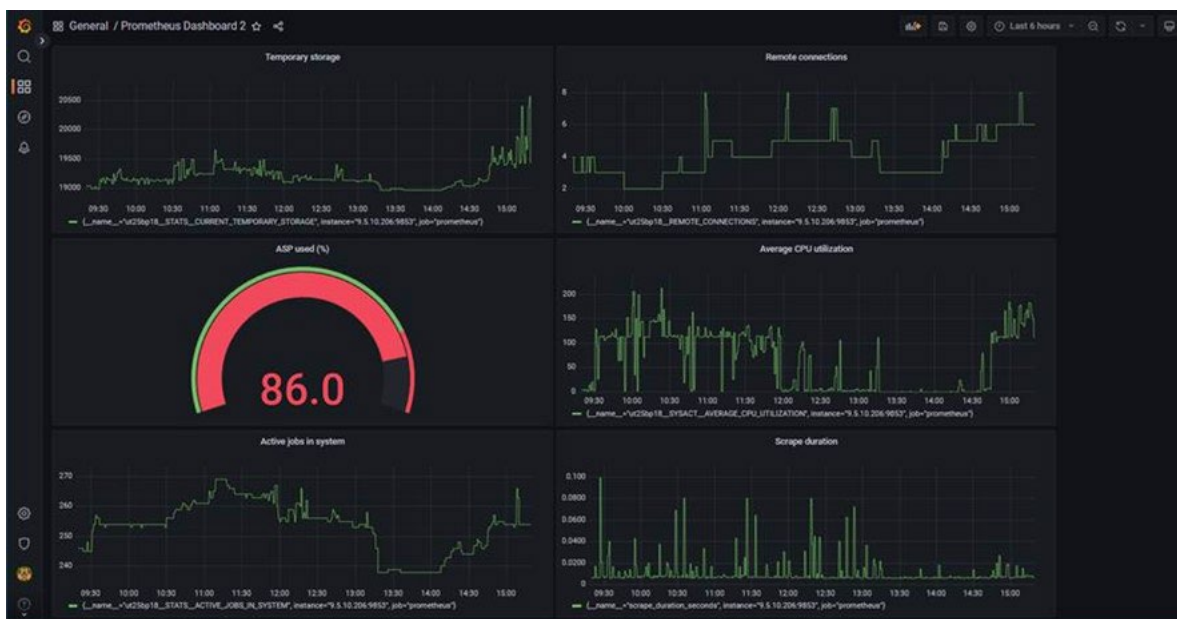 General / Prometheus Dashboard 2
Last 6 hours
Temporary storage
20500
20000
19500
19000
09:30 10:00 10:30 11:00 11:30 12:00 12:30 13:00 13:30 14:00 14:30 15:00
{__name__="ut25bp18__STATS__CURRENT_TEMPORARY_STORAGE", instance="9.5.10.206:9853", job="prometheus"}
Remote connections
8
6
4
2
09:30 10:00 10:30 11:00 11:30 12:00 12:30 13:00 13:30 14:00 14:30 15:00
{__name__="ut25bp18__REMOTE_CONNECTIONS", instance="9.5.10.206:9853", job="prometheus"}
ASP used (%)
86.0
Average CPU utilization
200
150
100
50
0
09:30 10:00 10:30 11:00 11:30 12:00 12:30 13:00 13:30 14:00 14:30 15:00
{__name__="ut25bp18__SYSACT__AVERAGE_CPU_UTILIZATION", instance="9.5.10.206:9853", job="prometheus"}
Active jobs in system
270
260
250
240
09:30 10:00 10:30 11:00 11:30 12:00 12:30 13:00 13:30 14:00 14:30 15:00
{__name__="ut25bp18__STATS__ACTIVE_JOBS_IN_SYSTEM", instance="9.5.10.206:9853", job="prometheus"}
Scrape duration
0.100
0.0800
0.0600
0.0400
0.0200
0
09:30 10:00 10:30 11:00 11:30 12:00 12:30 13:00 13:30 14:00 14:30 15:00
{__name__="scrape_duration_seconds", instance="9.5.10.206:9853", job="prometheus"}